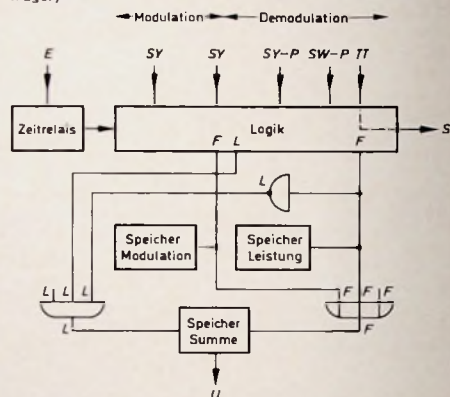 Modulation Demodulation
E SY SY SY-P SW-P TT
Zeitrelais Logik S
F L F
L
Speicher Modulation
Speicher Leistung
L L L F F F
L F
Speicher Summe
U